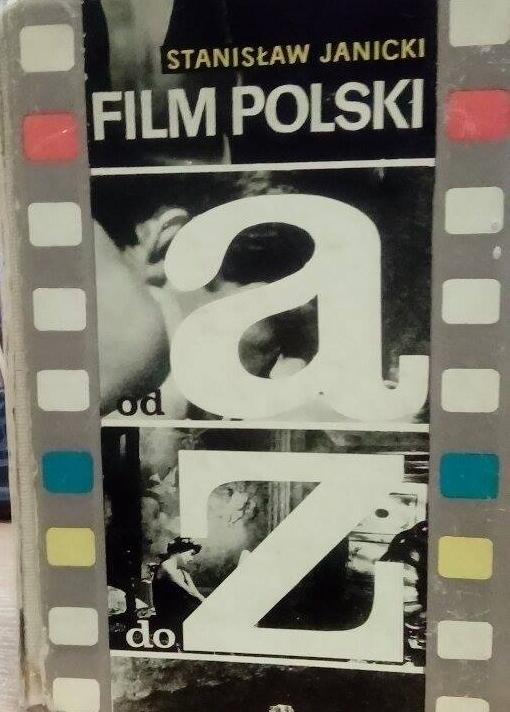 STANISŁAW JANICKI
FILM POLSKI
od a
do Z